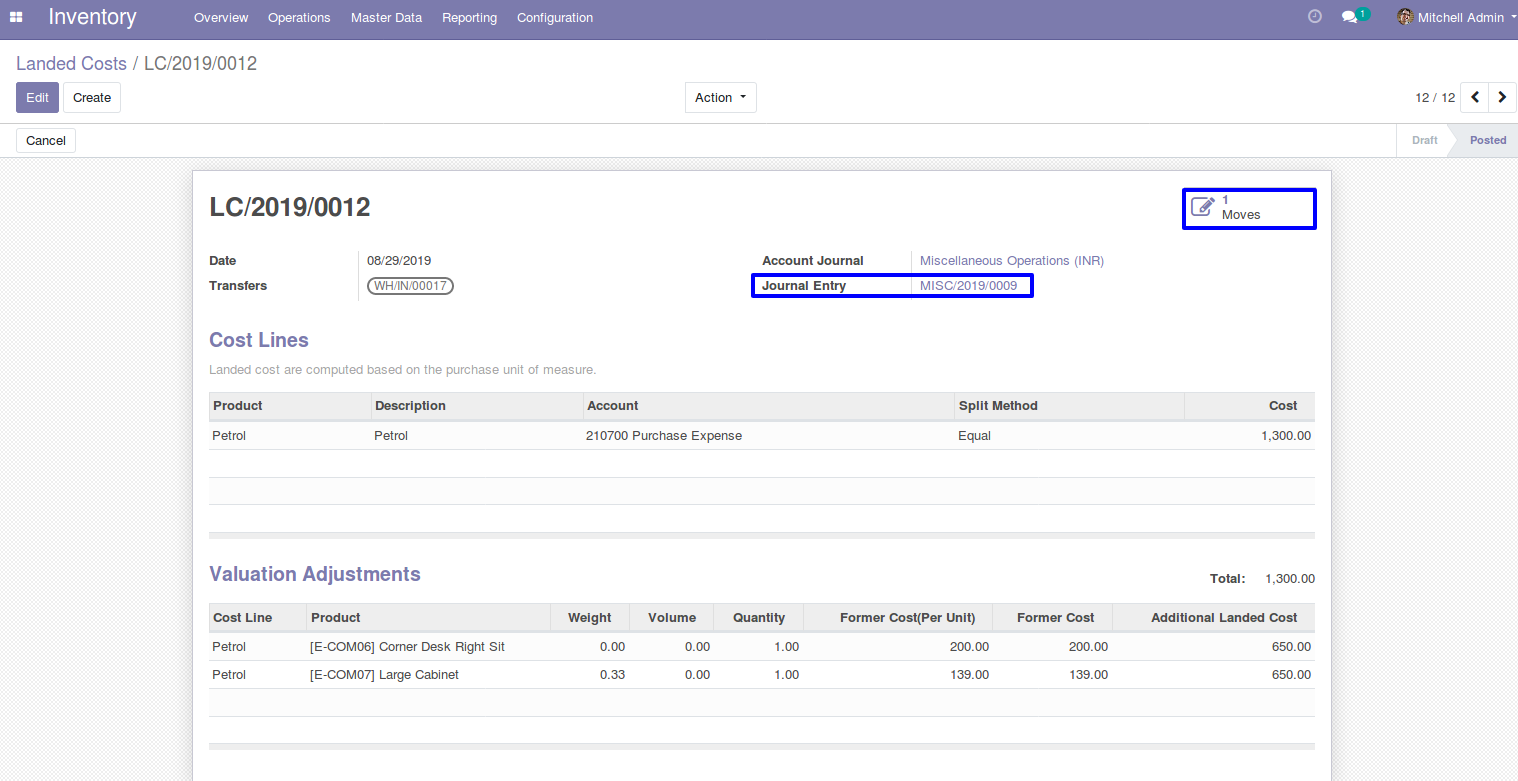 Inventory Overview Operations Master Data Reporting Configuration 1 Mitchell Admin
Landed Costs / LC/2019/0012
Edit Create Action 12 / 12
Cancel Draft Posted
LC/2019/0012
1
Moves
Date 08/29/2019 Account Journal Miscellaneous Operations (INR)
Transfers WH/IN/00017 Journal Entry MISC/2019/0009
Cost Lines
Landed cost are computed based on the purchase unit of measure.
Product Description Account Split Method Cost
Petrol Petrol 210700 Purchase Expense Equal 1,300.00
Valuation Adjustments Total: 1,300.00
Cost Line Product Weight Volume Quantity Former Cost(Per Unit) Former Cost Additional Landed Cost
Petrol [E-COM06] Corner Desk Right Sit 0.00 0.00 1.00 200.00 200.00 650.00
Petrol [E-COM07] Large Cabinet 0.33 0.00 1.00 139.00 139.00 650.00